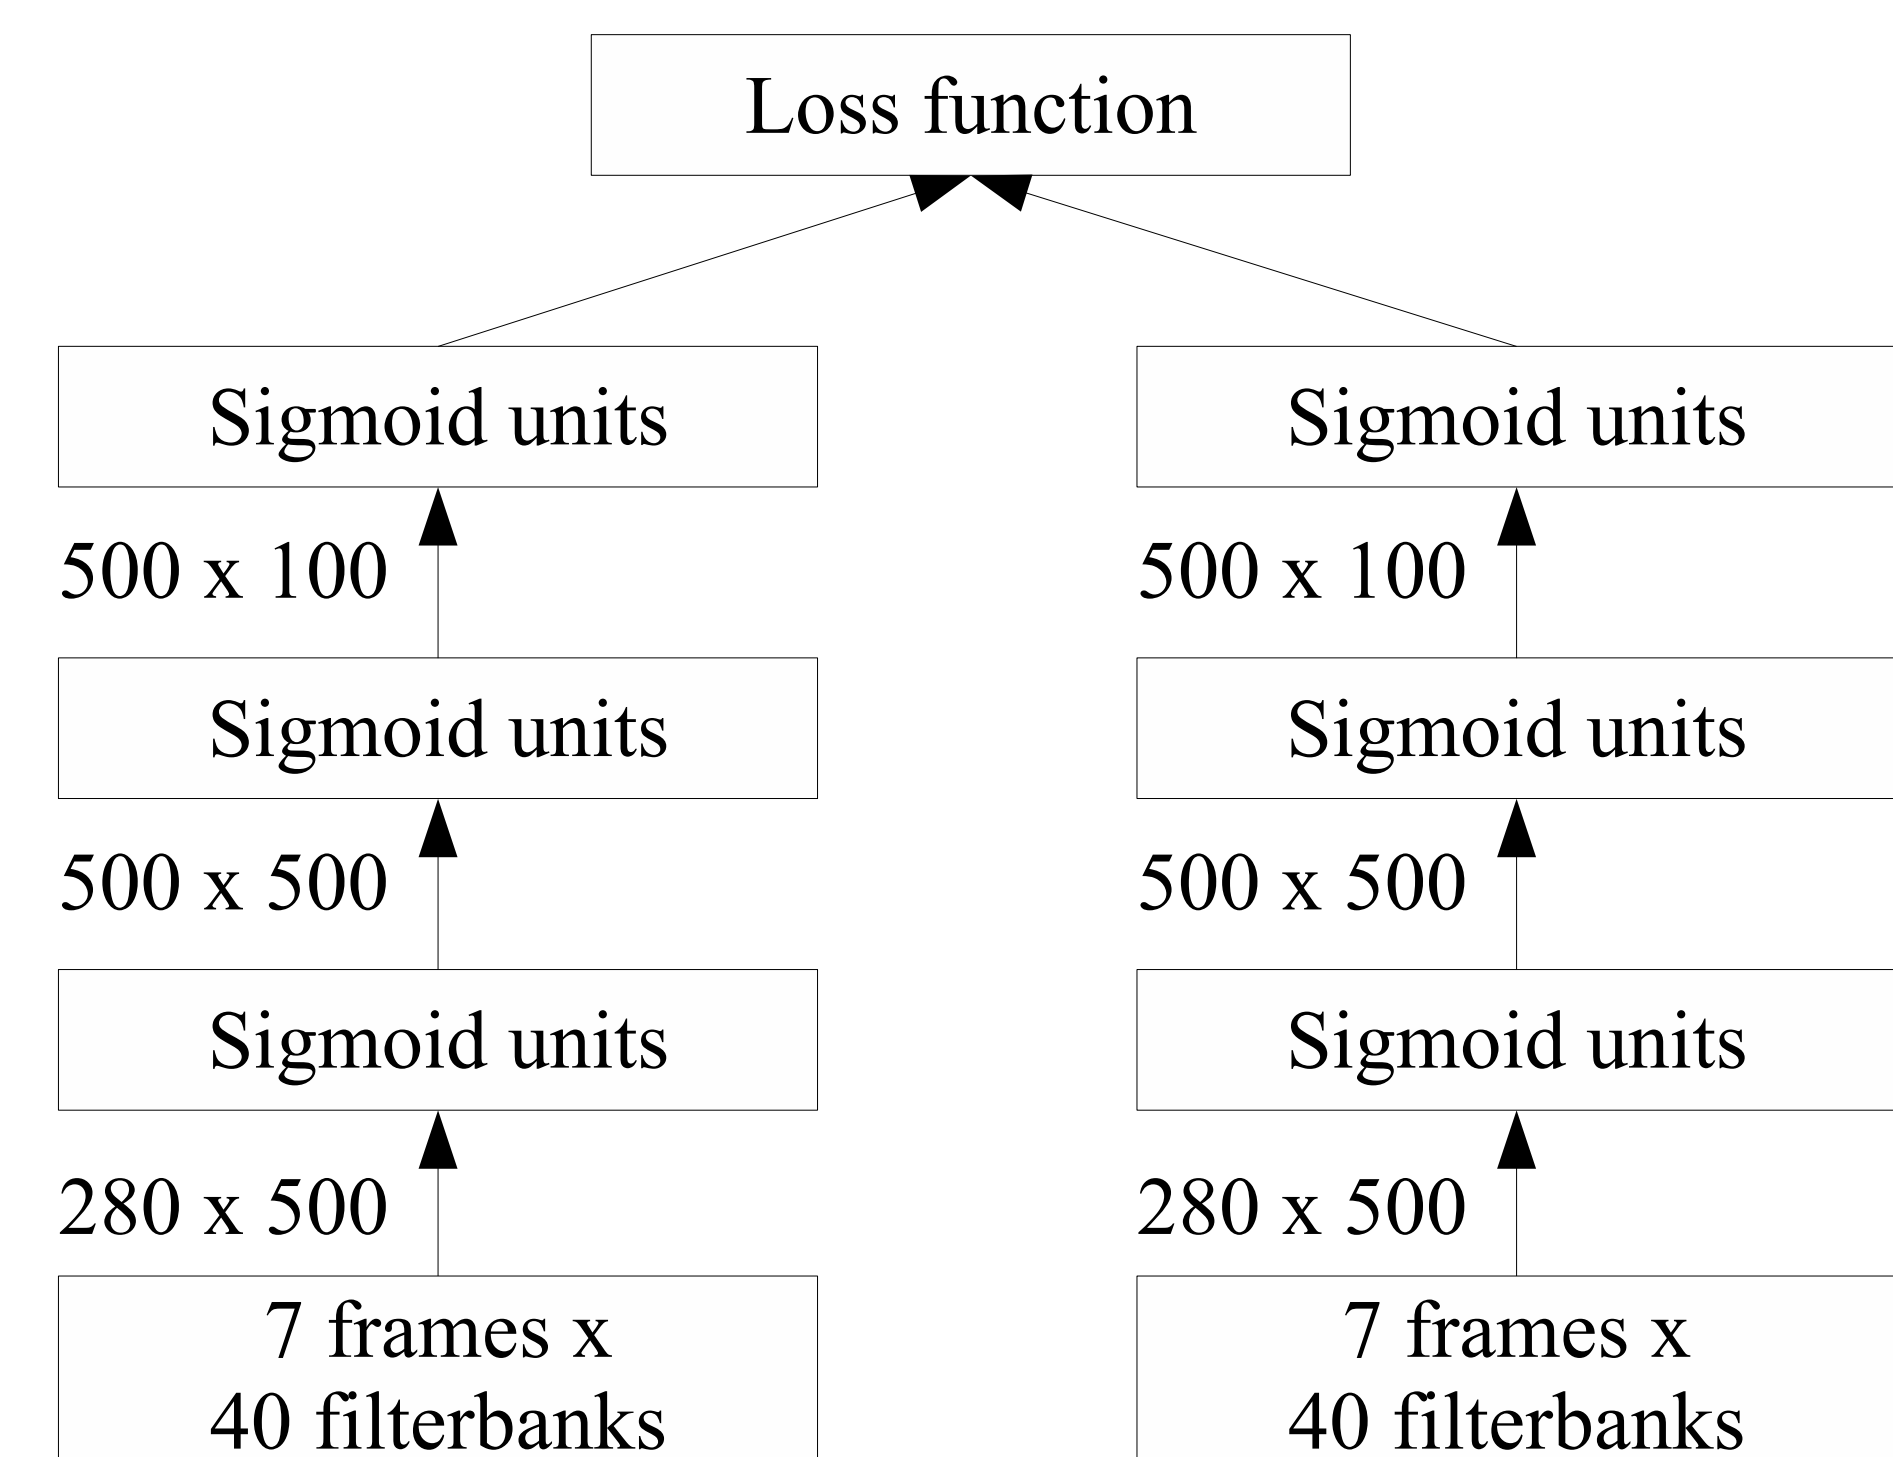 Loss function
Sigmoid units
Sigmoid units
500 x 100
500 x 100
Sigmoid units
Sigmoid units
500 x 500
500 x 500
Sigmoid units
Sigmoid units
280 x 500
280 x 500
7 frames x
40 filterbanks
7 frames x
40 filterbanks